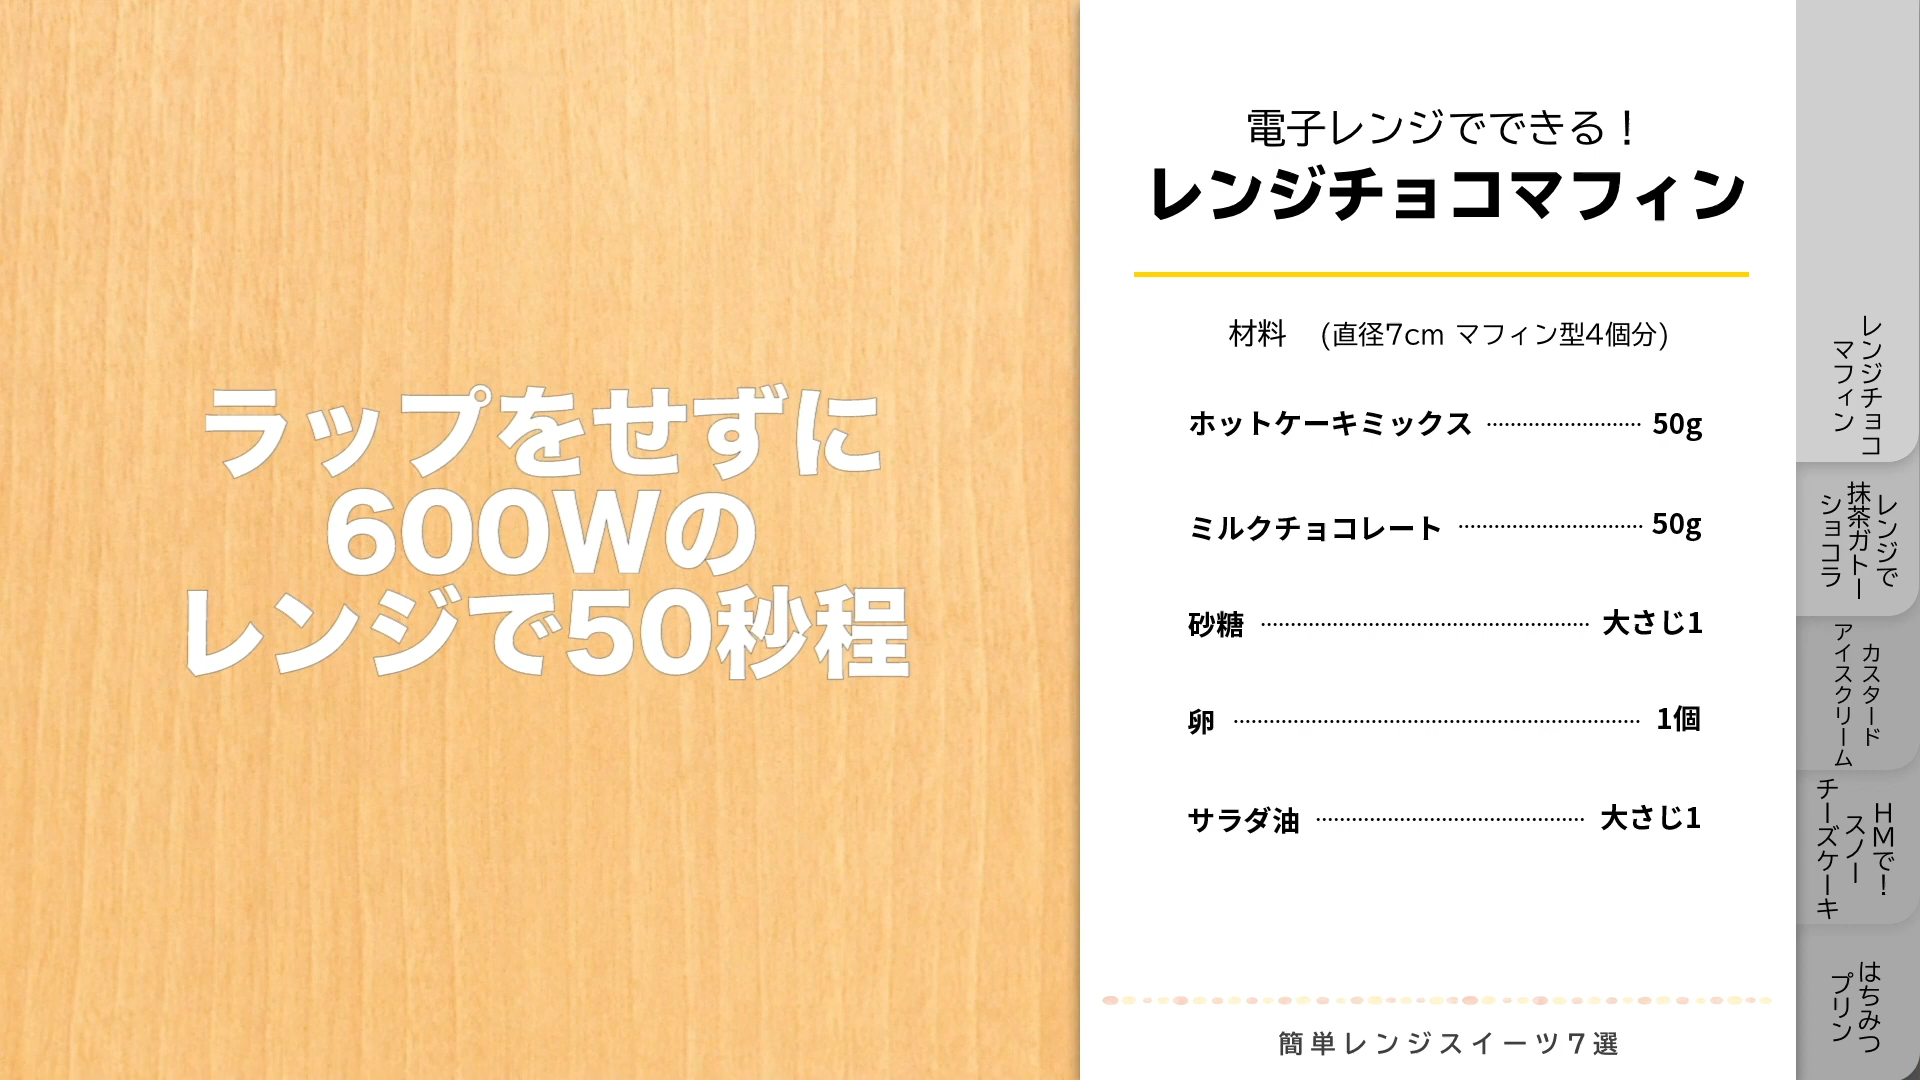 ラップをせずに
600Wの
レンジで50秒程
電子レンジでできる！
レンジチョコマフィン
材料　(直径7cm マフィン型4個分)
ホットケーキミックス 50g
ミルクチョコレート 50g
砂糖 大さじ1
卵 1個
サラダ油 大さじ1
簡単レンジスイーツ7選
レンジチョコ
マフィン
レンジで
抹茶ガトー
ショコラ
カスタード
アイスクリーム
HMで！
スノー
チーズケーキ
はちみつ
プリン